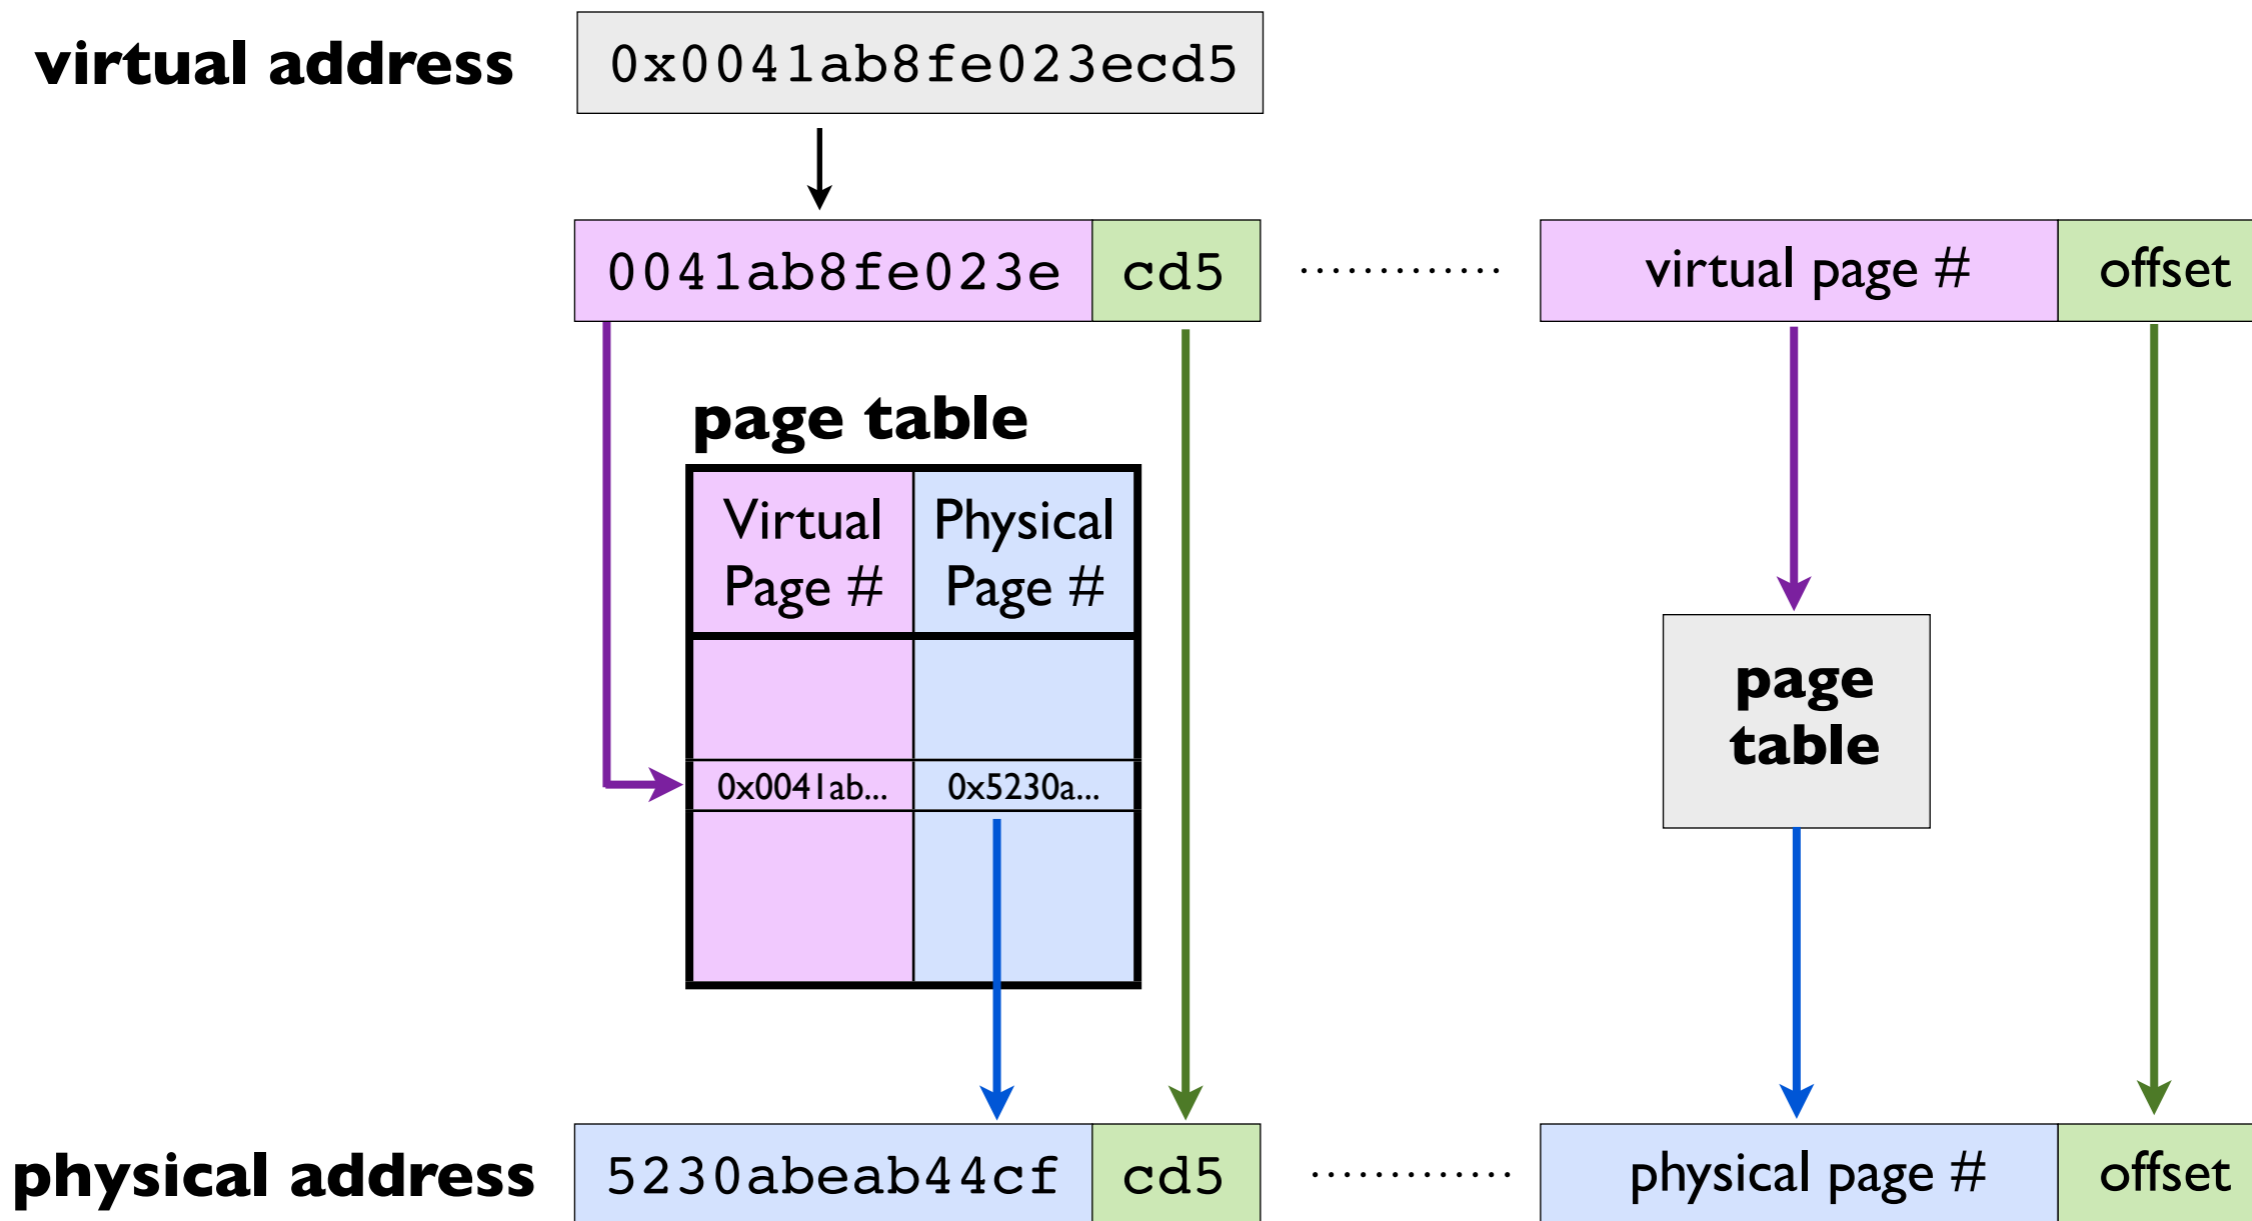 virtual address
0x0041ab8fe023ecd5
0041ab8fe023e cd5 ............. virtual page # offset
page table
Virtual Page # Physical Page #
page table
0x0041ab... 0x5230a...
physical address 5230abeab44cf cd5 ............. physical page # offset